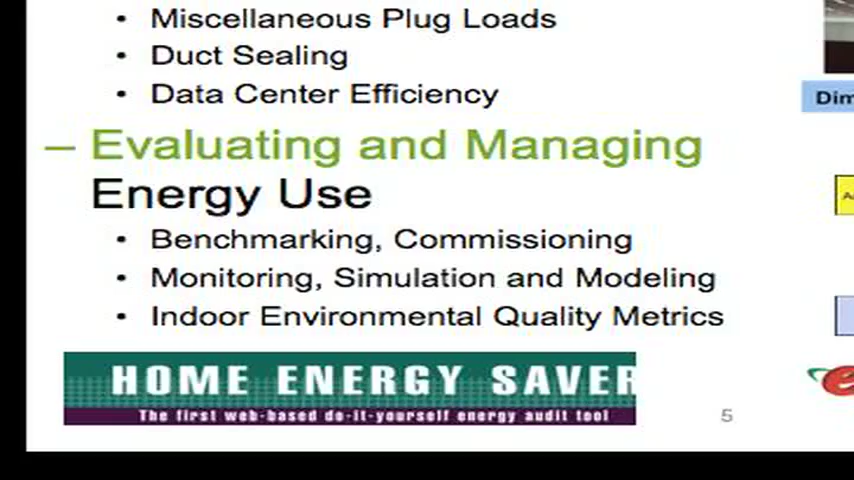 • Miscellaneous Plug Loads
• Duct Sealing
• Data Center Efficiency
Dim
– Evaluating and Managing
Energy Use
• Benchmarking, Commissioning
• Monitoring, Simulation and Modeling
• Indoor Environmental Quality Metrics
HOME ENERGY SAVER
The first web-based do-it-yourself energy audit tool
5